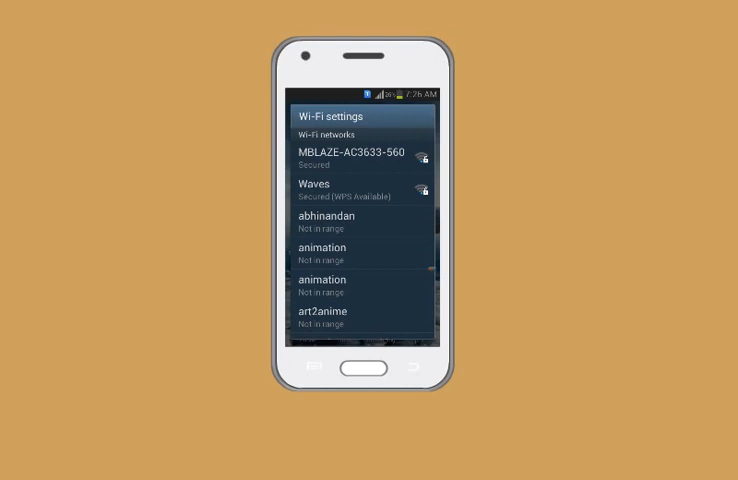 26% 7:26 AM
Wi-Fi settings
Wi-Fi networks
MBLAZE-AC3633-560
Secured
Waves
Secured (WPS Available)
abhinandan
Not in range
animation
Not in range
animation
Not in range
art2anime
Not in range